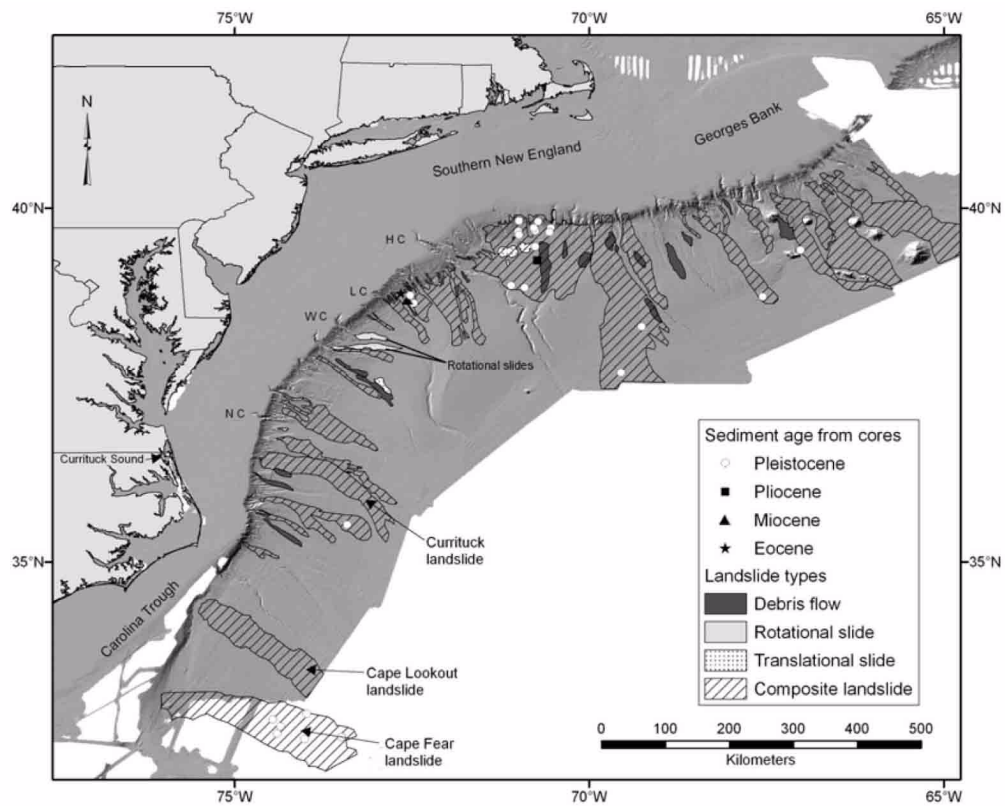 75°W 70°W 65°W
N
Georges Bank
Southern New England
40°N 40°N
HC
LC
WC
Rotational slides
NC
Currituck Sound
Currituck
landslide
35°N 35°N
Carolina Trough
Cape Lookout
landslide
Cape Fear
landslide
Sediment age from cores
Pleistocene
Pliocene
Miocene
Eocene
Landslide types
Debris flow
Rotational slide
Translational slide
Composite landslide
0 100 200 300 400 500
Kilometers
75°W 70°W 65°W